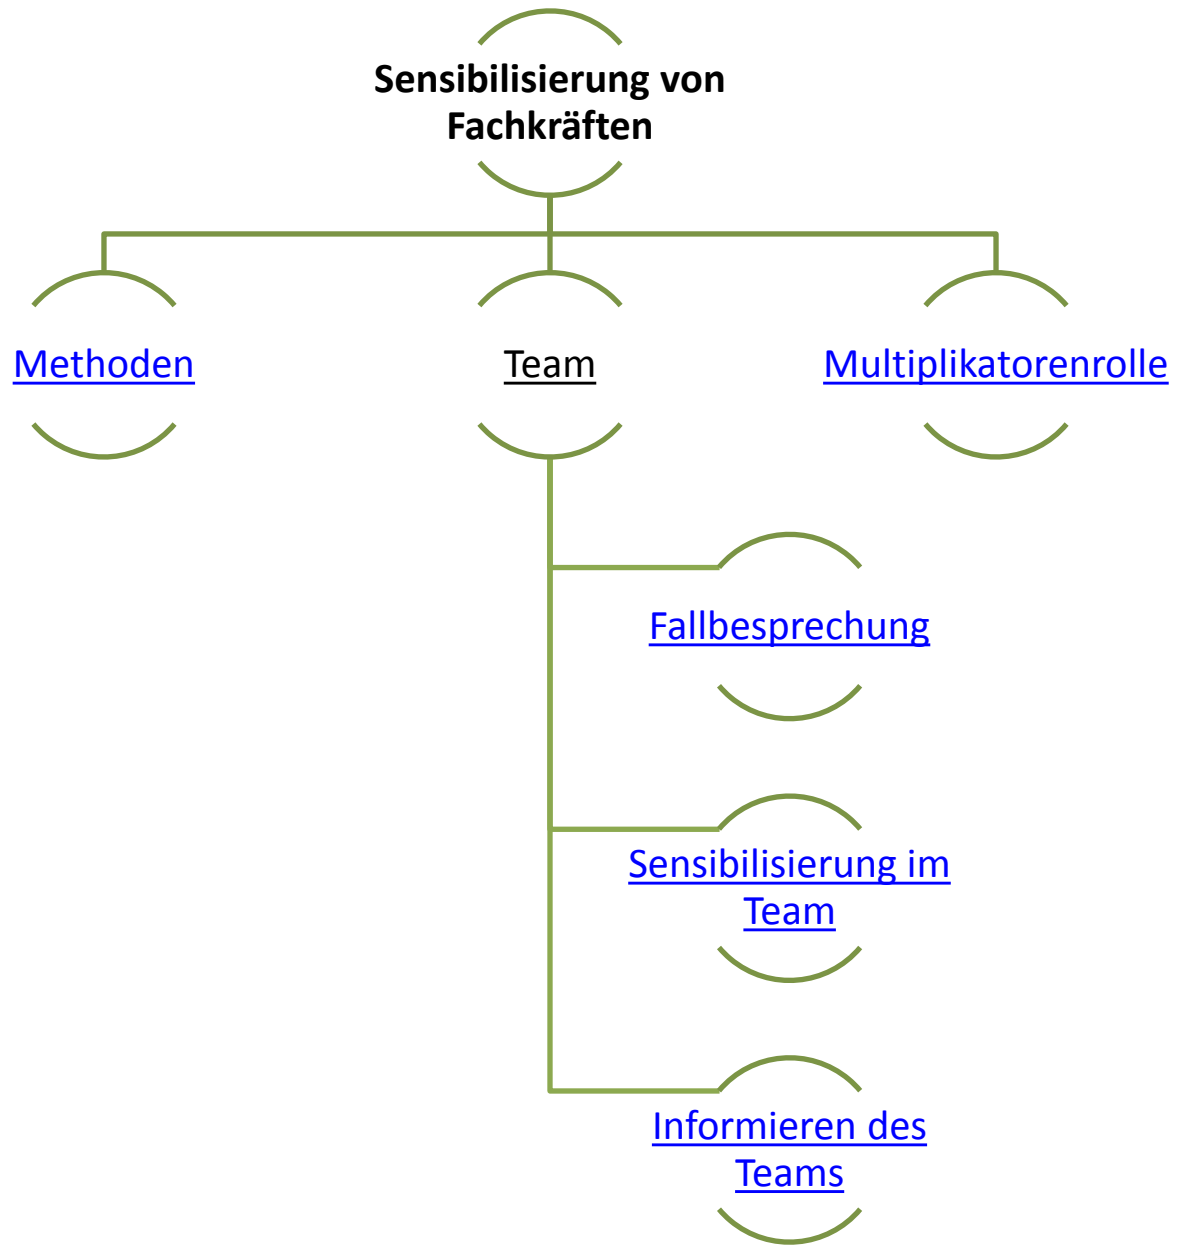 Sensibilisierung von
Fachkräften
Methoden
Team
Multiplikatorenrolle
Fallbesprechung
Sensibilisierung im
Team
Informieren des
Teams